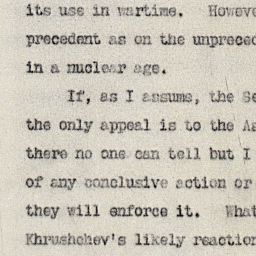 its use in wartime. Howeve
precedent as on the unpreced
in a nuclear age.
If, as I assume, the Se
the only appeal is to the As
there no one can tell but I
of any conclusive action or
they will enforce it. What
Khrushchev's likely reaction